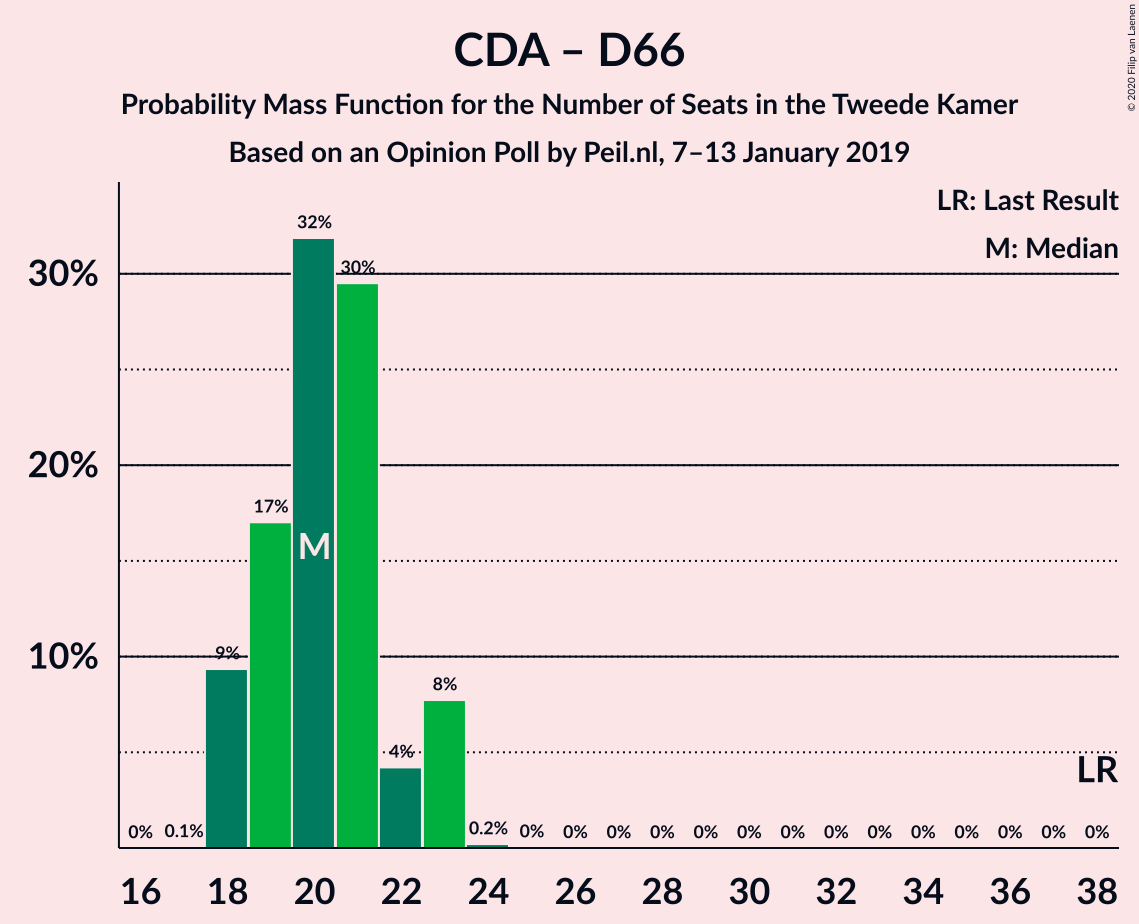 CDA – D66
Probability Mass Function for the Number of Seats in the Tweede Kamer
Based on an Opinion Poll by Peil.nl, 7–13 January 2019
© 2020 Filip van Laenen
LR: Last Result
M: Median
30%
20%
10%
0%
0.1%
9%
17%
32%
30%
4%
8%
0.2%
0%
0%
0%
0%
0%
0%
0%
0%
0%
0%
0%
0%
0%
0%
M
LR
16 18 20 22 24 26 28 30 32 34 36 38